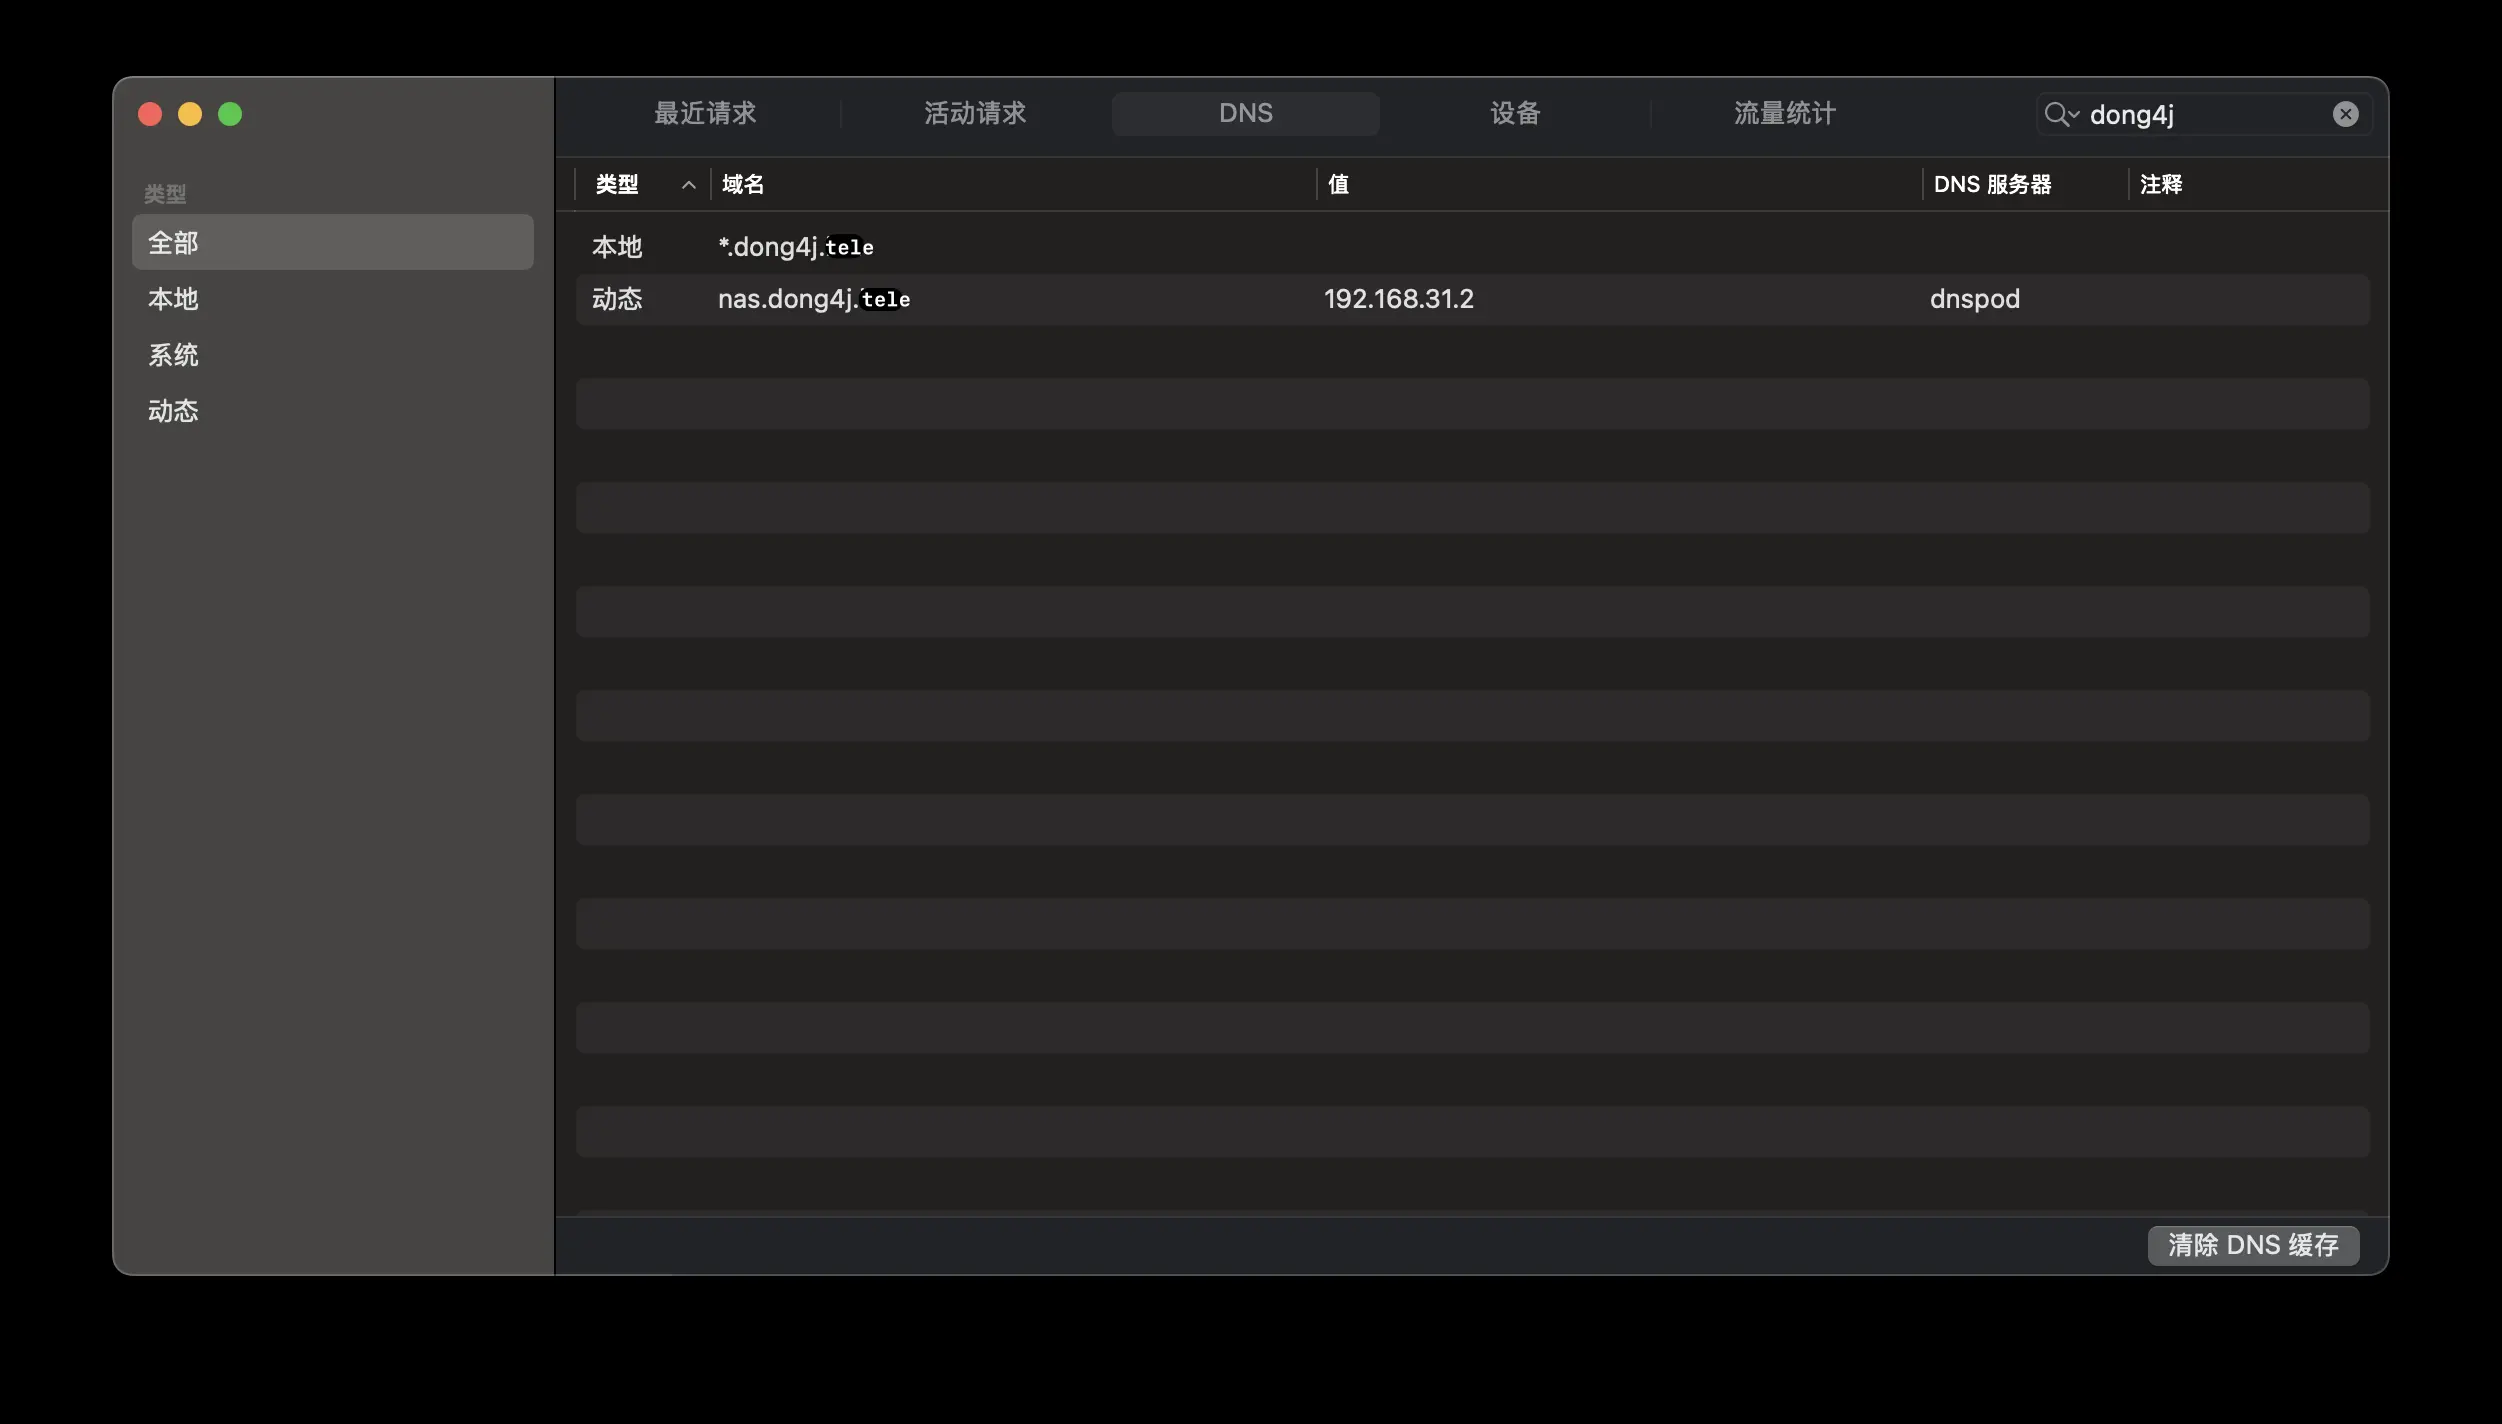 最近请求 活动请求 DNS 设备 流量统计 dong4j
类型
全部
本地
系统
动态
类型 域名 值 DNS 服务器 注释
本地 *.dong4j.tele
动态 nas.dong4j.tele 192.168.31.2 dnspod
清除 DNS 缓存